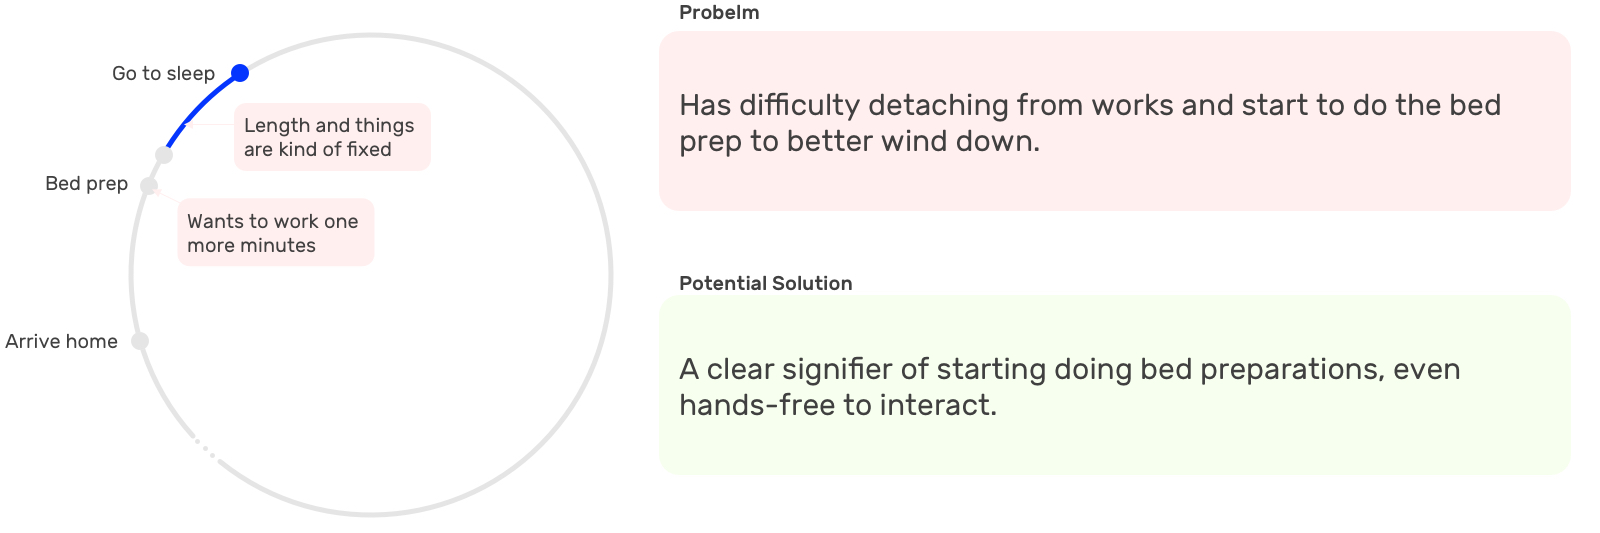 Go to sleep
Length and things
are kind of fixed
Bed prep
Wants to work one
more minutes
Arrive home
Probelm
Has difficulty detaching from works and start to do the bed
prep to better wind down.
Potential Solution
A clear signifier of starting doing bed preparations, even
hands-free to interact.